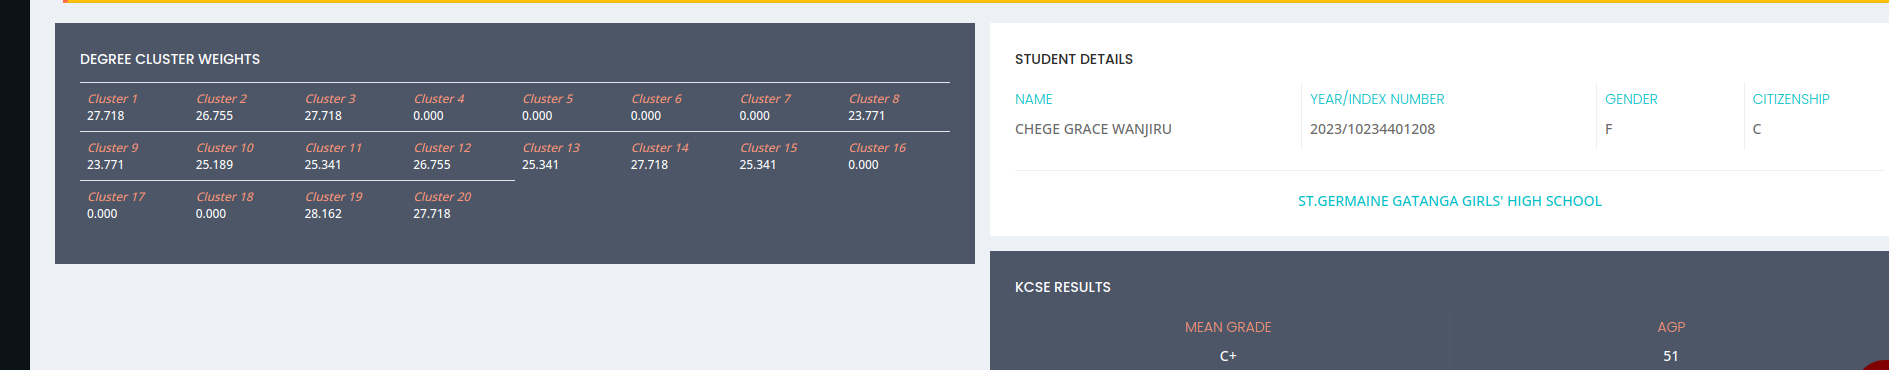 DEGREE CLUSTER WEIGHTS
Cluster 1 Cluster 2 Cluster 3 Cluster 4 Cluster 5 Cluster 6 Cluster 7 Cluster 8
27.718 26.755 27.718 0.000 0.000 0.000 0.000 23.771
Cluster 9 Cluster 10 Cluster 11 Cluster 12 Cluster 13 Cluster 14 Cluster 15 Cluster 16
23.771 25.189 25.341 26.755 25.341 27.718 25.341 0.000
Cluster 17 Cluster 18 Cluster 19 Cluster 20
0.000 0.000 28.162 27.718
STUDENT DETAILS
NAME YEAR/INDEX NUMBER GENDER CITIZENSHIP
CHEGE GRACE WANJIRU 2023/10234401208 F C
ST.GERMAINE GATANGA GIRLS' HIGH SCHOOL
KCSE RESULTS
MEAN GRADE AGP
C+ 51